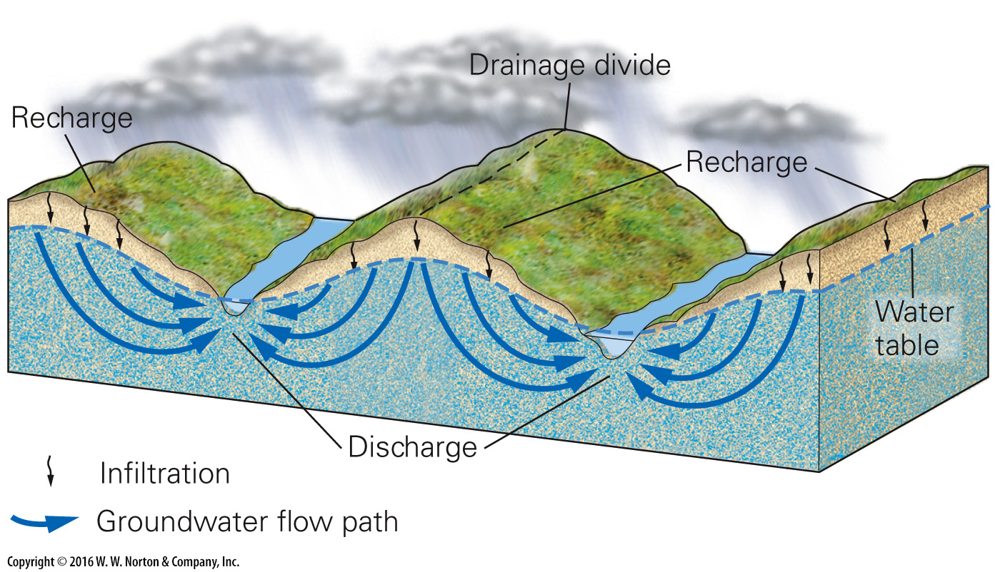 Drainage divide
Recharge
Recharge
Water
table
Discharge
Infiltration
Groundwater flow path
Copyright © 2016 W. W. Norton & Company, Inc.